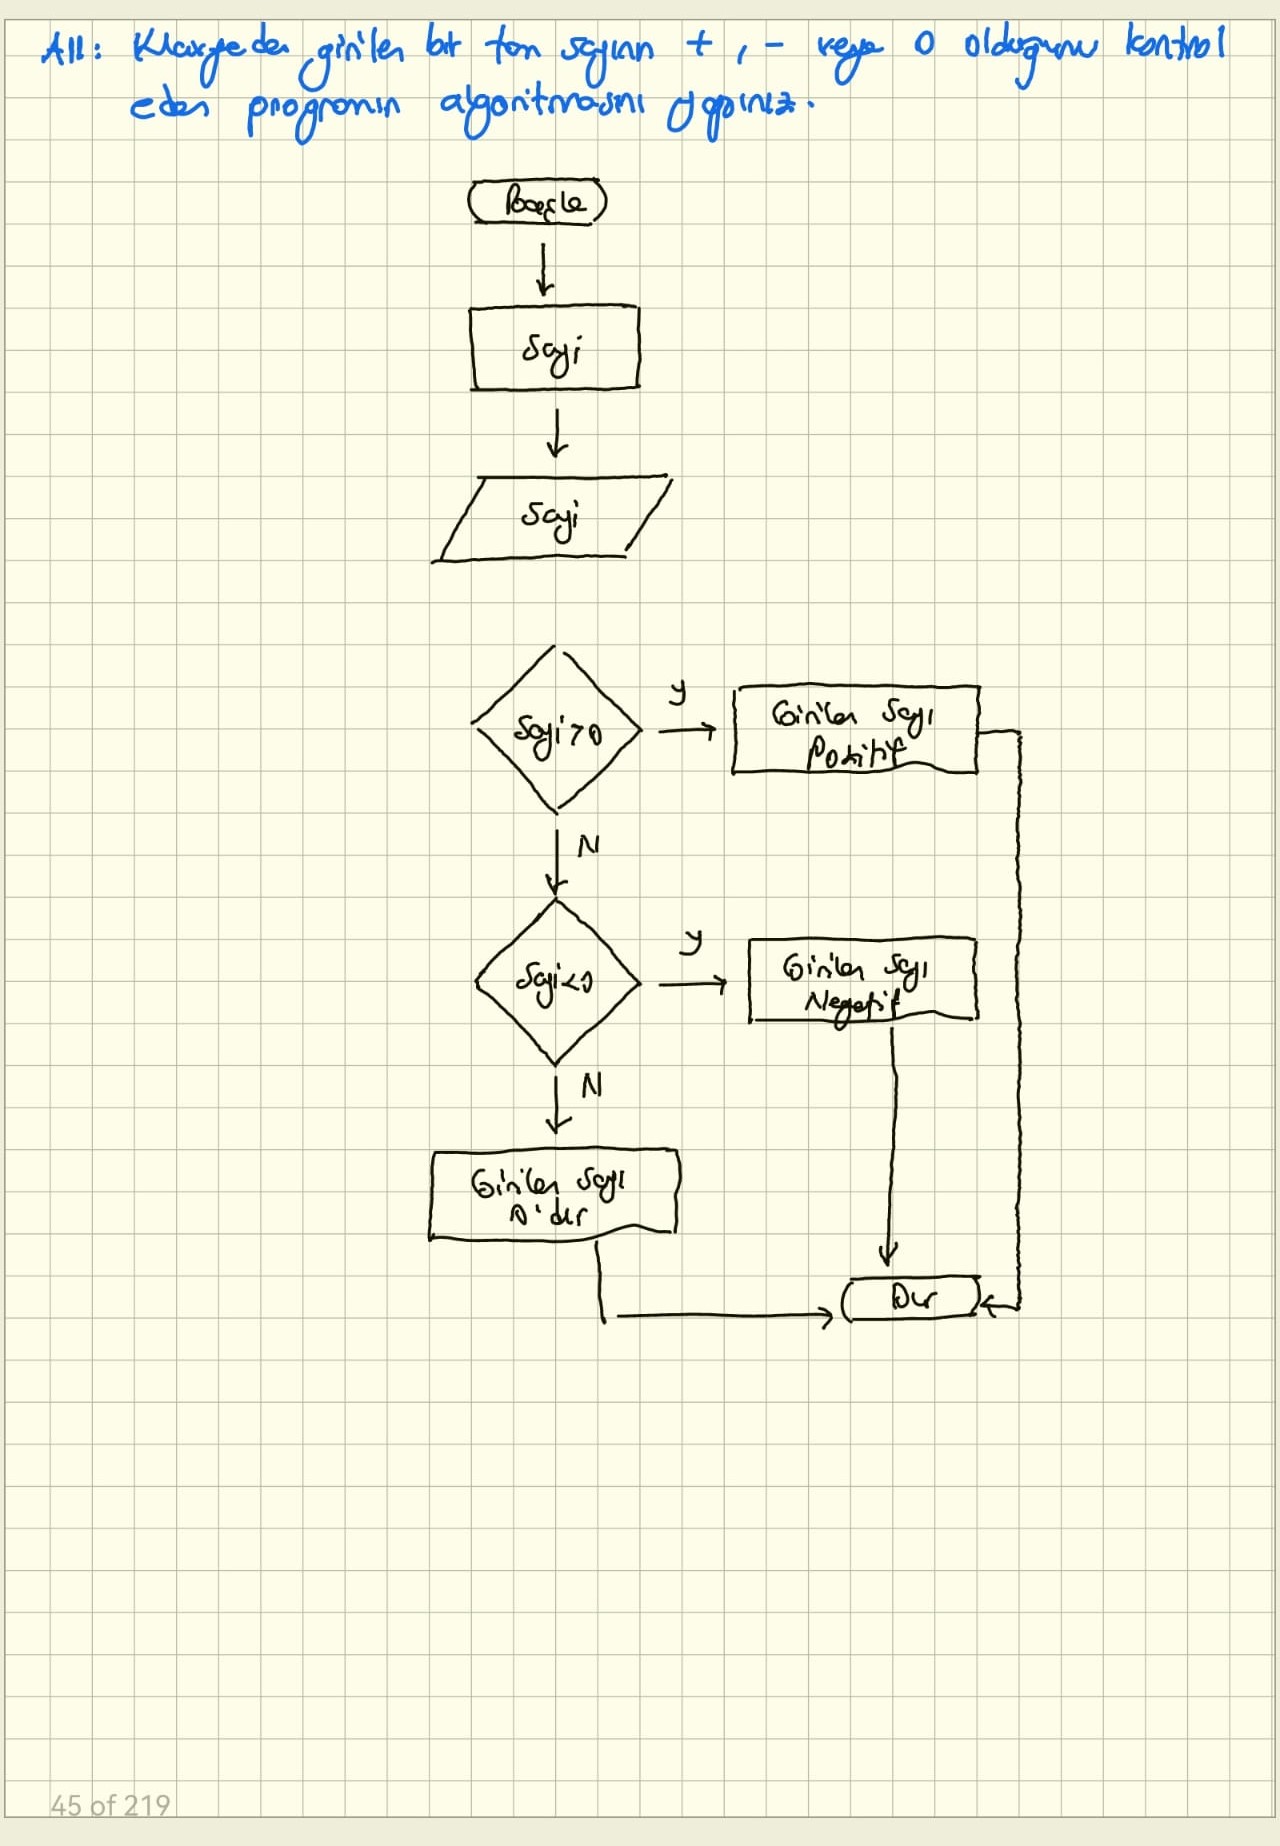 A11: Klavyeden girilen bir tam sayının +, - veya 0 olduğunu kontrol
eden programın algoritmasını yapınız.
Başla
Sayi
Sayi
Sayi>0
Y
Girilen Sayı
Pozitif
N
Sayi<0
Y
Girilen Sayı
Negatif
N
Girilen Sayı
0'dır
Dur
45 of 219